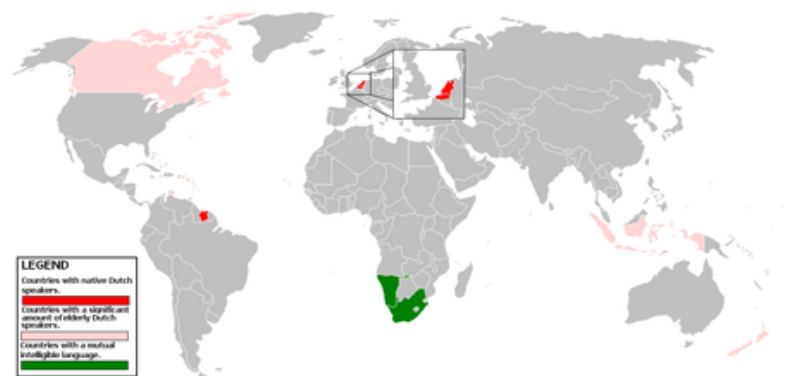 LEGEND
Countries with native Dutch
speakers.
Countries with a significant
amount of elderly Dutch
speakers.
Countries with a mutual
intelligible language.